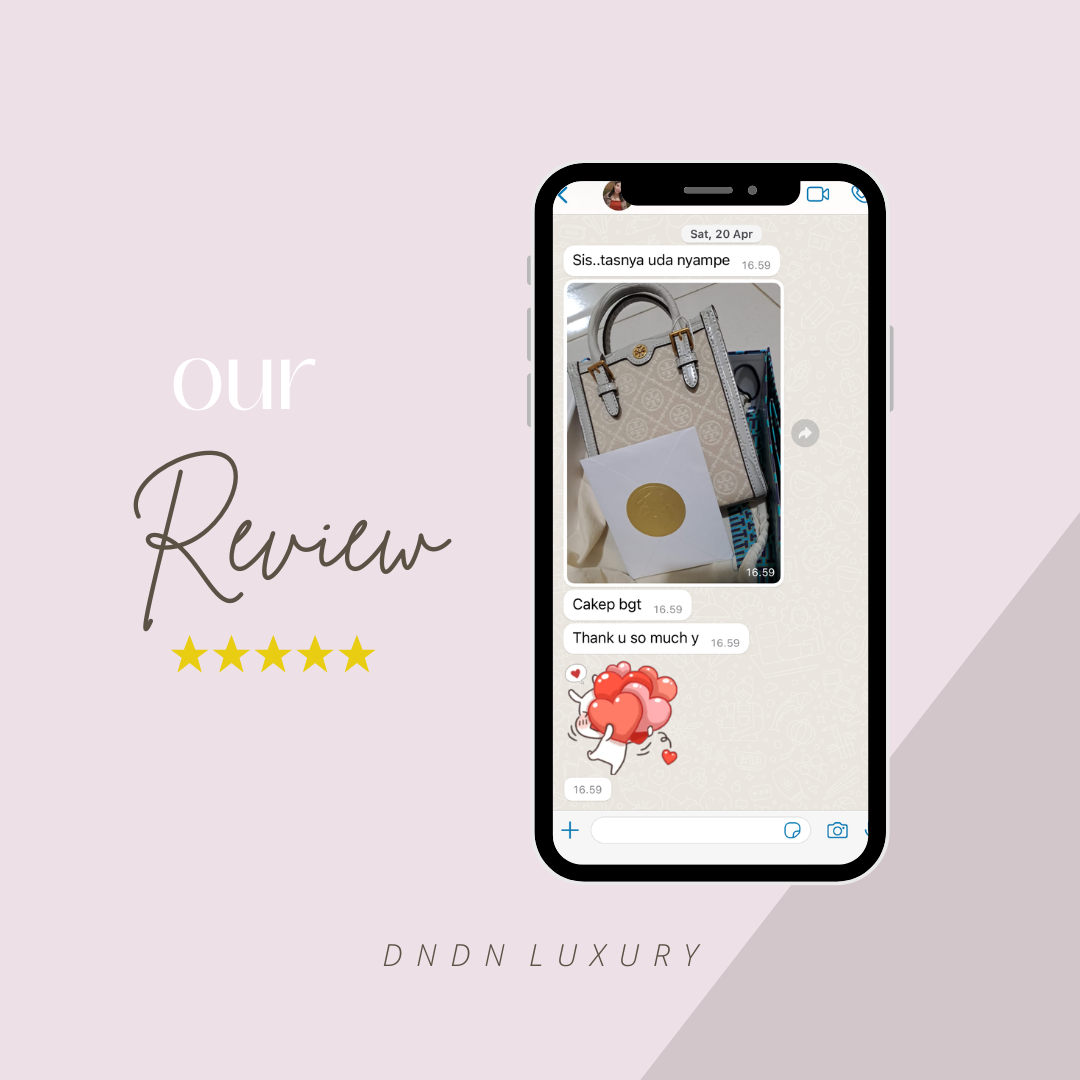 our
Review
Sat, 20 Apr
Sis..tasnya uda nyampe 16.59
16.59
Cakep bgt 16.59
Thank u so much y 16.59
16.59
DNDN LUXURY